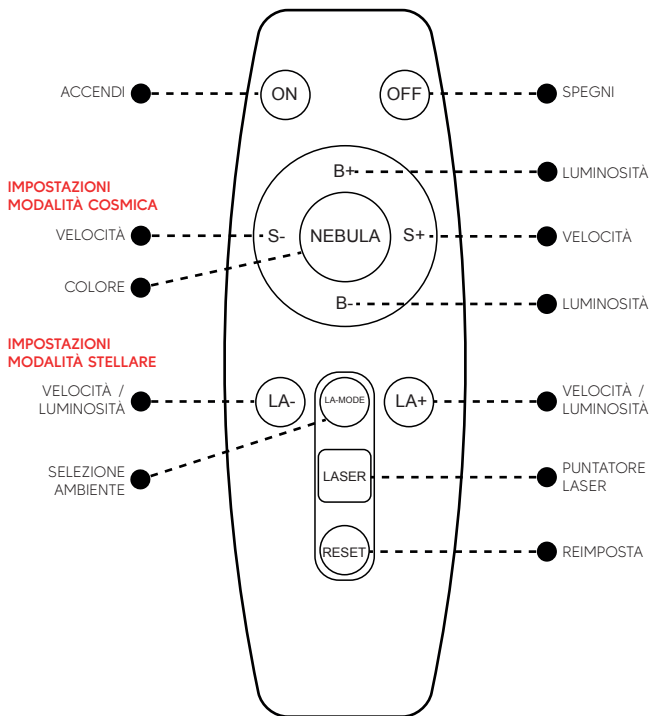 ACCENDI
ON
OFF
SPEGNI
B+
LUMINOSITÀ
IMPOSTAZIONI
MODALITÀ COSMICA
VELOCITÀ
S-
NEBULA
S+
VELOCITÀ
COLORE
B-
LUMINOSITÀ
IMPOSTAZIONI
MODALITÀ STELLARE
VELOCITÀ /
LUMINOSITÀ
LA-
LA-MODE
LA+
VELOCITÀ /
LUMINOSITÀ
SELEZIONE
AMBIENTE
LASER
PUNTATORE
LASER
RESET
REIMPOSTA